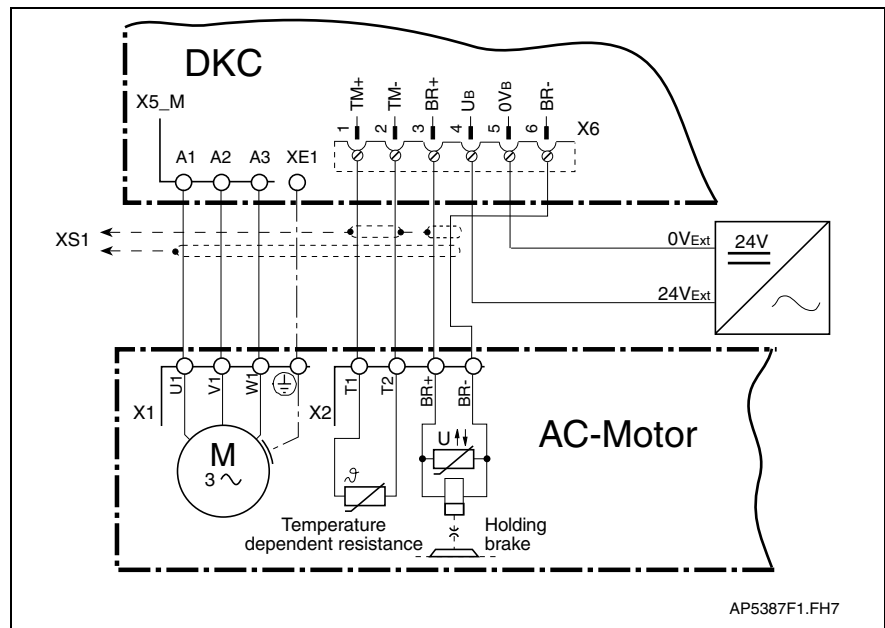 DKC
X5_M
TM+ TM- BR+ UB 0VB BR-
1 2 3 4 5 6
X6
A1 A2 A3 XE1
XS1
0VExt
24V
24VExt
U1 V1 W1
T1 T2 BR+ BR-
X1
X2
AC-Motor
U
M
3
ϑ
Temperature
dependent resistance
Holding
brake
AP5387F1.FH7